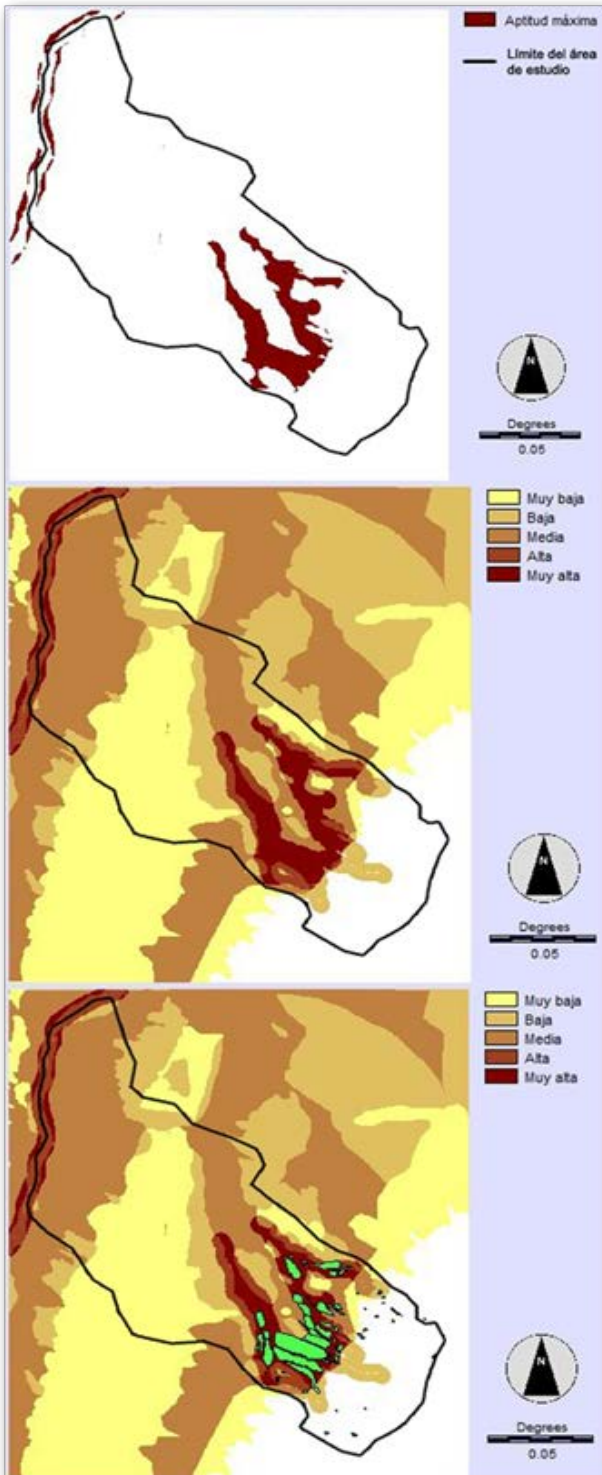 Aptitud máxima
Límite del área
de estudio
N
Degrees
0.05
Muy baja
Baja
Media
Alta
Muy alta
N
Degrees
0.05
Muy baja
Baja
Media
Alta
Muy alta
N
Degrees
0.05